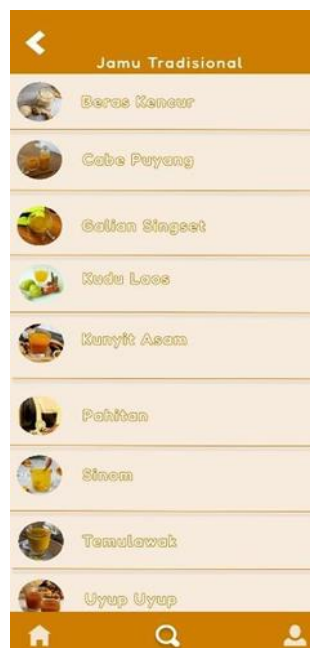 Jamu Tradisional
Beras Kencur
Cabe Puyang
Galian Singset
Kudu Laos
Kunyit Asam
Pahitan
Sinom
Temulawak
Uyup Uyup